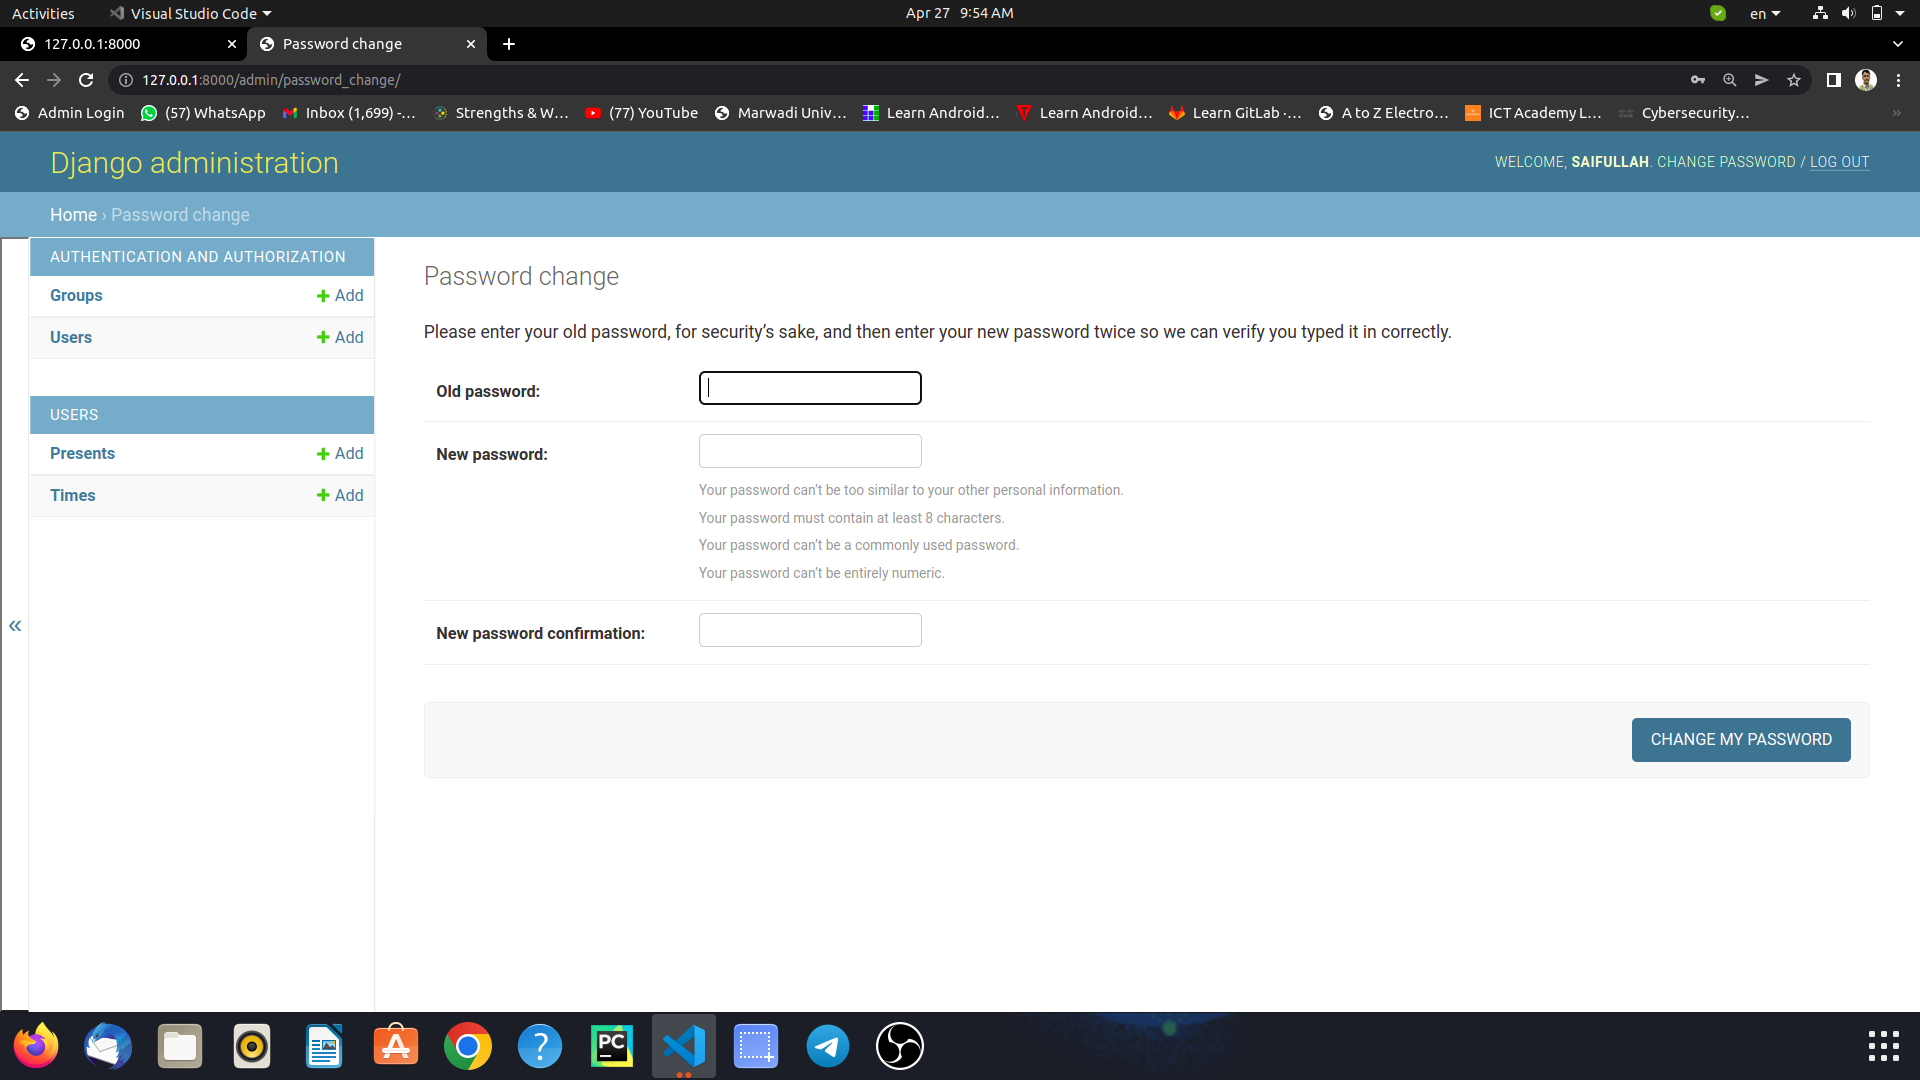 Activities Visual Studio Code Apr 27 9:54 AM en
127.0.0.1:8000 Password change
127.0.0.1:8000/admin/password_change/
Admin Login (57) WhatsApp Inbox (1,699) -... Strengths & W... (77) YouTube Marwadi Univ... Learn Android... Learn Android... Learn GitLab ·... A to Z Electro... ICT Academy L... Cybersecurity...
Django administration WELCOME, SAIFULLAH. CHANGE PASSWORD / LOG OUT
Home › Password change
AUTHENTICATION AND AUTHORIZATION
Groups + Add
Users + Add
USERS
Presents + Add
Times + Add
Password change
Please enter your old password, for security’s sake, and then enter your new password twice so we can verify you typed it in correctly.
Old password:
New password:
Your password can’t be too similar to your other personal information.
Your password must contain at least 8 characters.
Your password can’t be a commonly used password.
Your password can’t be entirely numeric.
New password confirmation:
CHANGE MY PASSWORD
«
PC